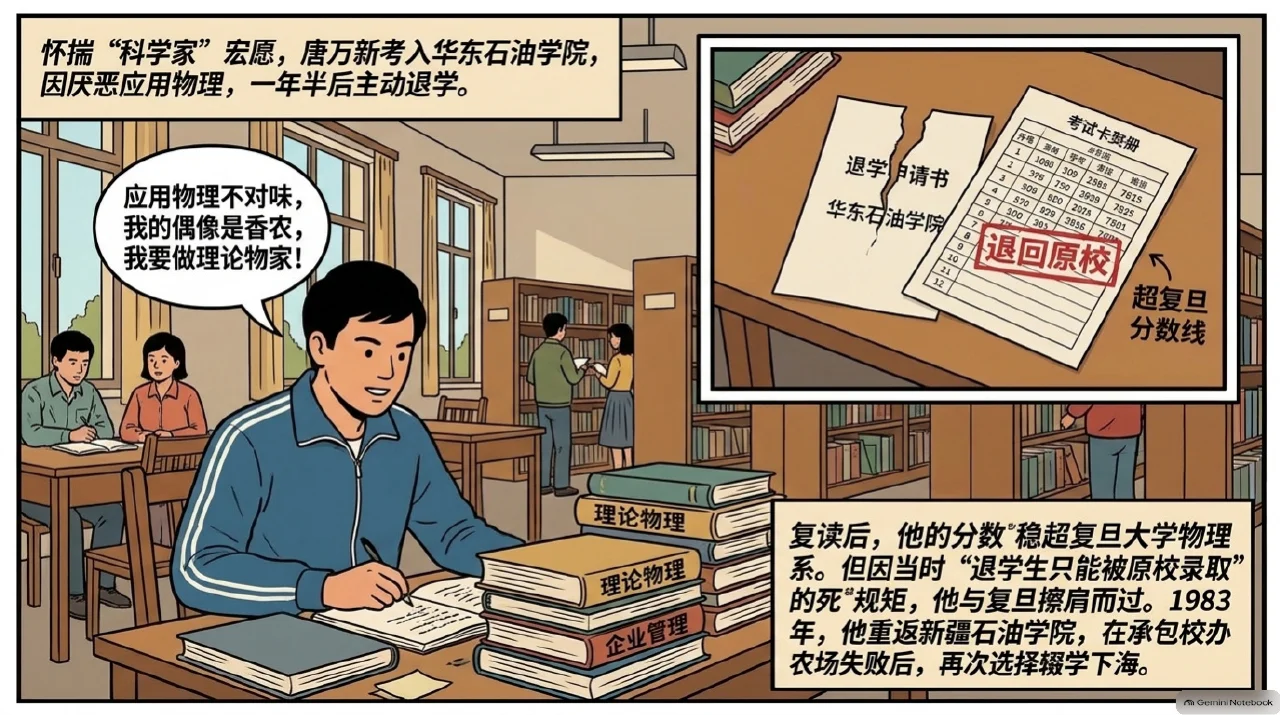 怀揣“科学家”宏愿，唐万新考入华东石油学院，
因厌恶应用物理，一年半后主动退学。
应用物理不对味，
我的偶像是香农，
我要做理论物家！
退学申请书
华东石油学院
退回原校
超复旦
分数线
理论物理
理论物理
企业管理
复读后，他的分数稳超复旦大学物理
系。但因当时“退学生只能被原校录取”
的死规矩，他与复旦擦肩而过。1983
年，他重返新疆石油学院，在承包校办
农场失败后，再次选择辍学下海。
Gemini Notebook